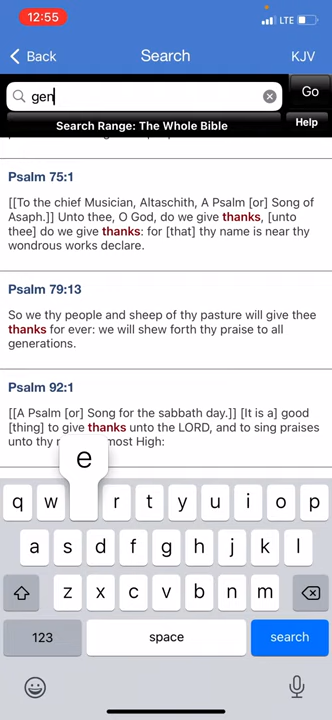 12:55
LTE
Back
Search
KJV
gen
Go
Search Range: The Whole Bible
Help
Psalm 75:1
[[To the chief Musician, Altaschith, A Psalm [or] Song of
Asaph.]] Unto thee, O God, do we give thanks, [unto
thee] do we give thanks: for [that] thy name is near thy
wondrous works declare.
Psalm 79:13
So we thy people and sheep of thy pasture will give thee
thanks for ever: we will shew forth thy praise to all
generations.
Psalm 92:1
[[A Psalm [or] Song for the sabbath day.]] [It is a] good
[thing] to give thanks unto the LORD, and to sing praises
unto thy most High:
e
q w r t y u i o p
a s d f g h j k l
z x c v b n m
123 space search